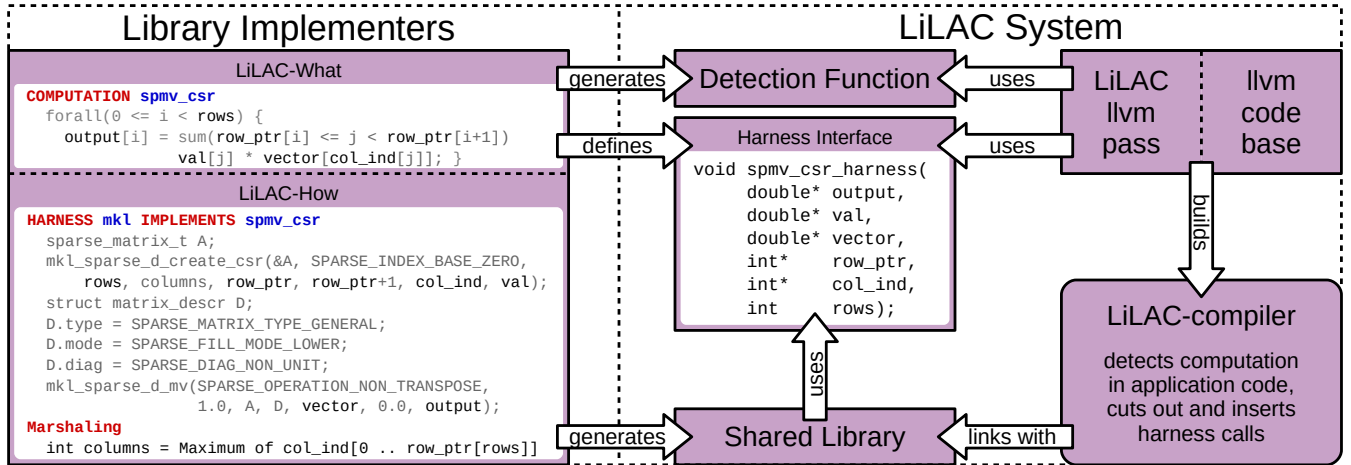 Library Implementers
LiLAC-What
COMPUTATION spmv_csr
forall(0 <= i < rows) {
output[i] = sum(row_ptr[i] <= j < row_ptr[i+1])
val[j] * vector[col_ind[j]]; }
LiLAC-How
HARNESS mkl IMPLEMENTS spmv_csr
sparse_matrix_t A;
mkl_sparse_d_create_csr(&A, SPARSE_INDEX_BASE_ZERO,
rows, columns, row_ptr, row_ptr+1, col_ind, val);
struct matrix_descr D;
D.type = SPARSE_MATRIX_TYPE_GENERAL;
D.mode = SPARSE_FILL_MODE_LOWER;
D.diag = SPARSE_DIAG_NON_UNIT;
mkl_sparse_d_mv(SPARSE_OPERATION_NON_TRANSPOSE,
1.0, A, D, vector, 0.0, output);
Marshaling
int columns = Maximum of col_ind[0 .. row_ptr[rows]]
generates
defines
generates
LiLAC System
Detection Function
Harness Interface
void spmv_csr_harness(
double* output,
double* val,
double* vector,
int* row_ptr,
int* col_ind,
int rows);
uses
Shared Library
uses
uses
links with
LiLAC
llvm
pass
llvm
code
base
builds
LiLAC-compiler
detects computation
in application code,
cuts out and inserts
harness calls